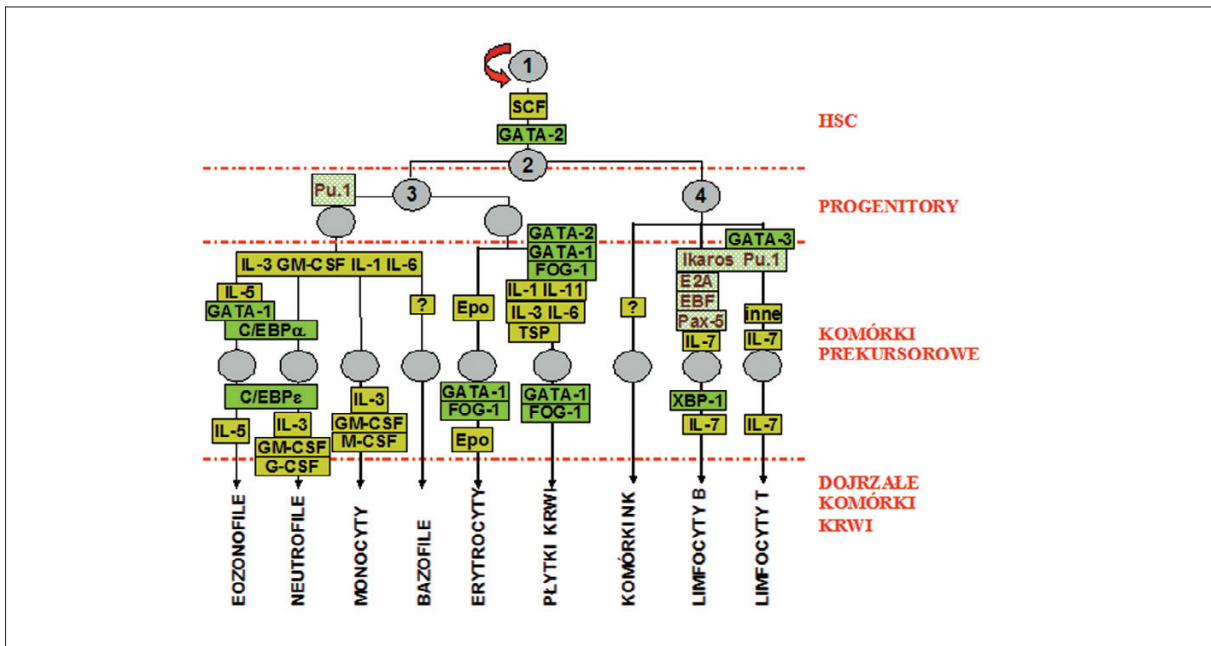 1
SCF
GATA-2
HSC
2
3
4
Pu.1
PROGENITORY
GATA-2
GATA-3
GATA-1
FOG-1
Ikaros Pu.1
IL-3 GM-CSF IL-1 IL-6
IL-5
GATA-1
C/EBPα
?
Epo
IL-1 IL-11
IL-3 IL-6
TSP
?
E2A
EBF
Pax-5
IL-7
inne
IL-7
KOMÓRKI
PREKURSOROWE
C/EBPε
IL-5
IL-3
GM-CSF
G-CSF
IL-3
GM-CSF
M-CSF
GATA-1
FOG-1
Epo
GATA-1
FOG-1
XBP-1
IL-7
IL-7
DOJRZAŁE
KOMÓRKI
KRWI
EOZONOFILE
NEUTROFILE
MONOCYTY
BAZOFILE
ERYTROCYTY
PŁYTKI KRWI
KOMÓRKI NK
LIMFOCYTY B
LIMFOCYTY T